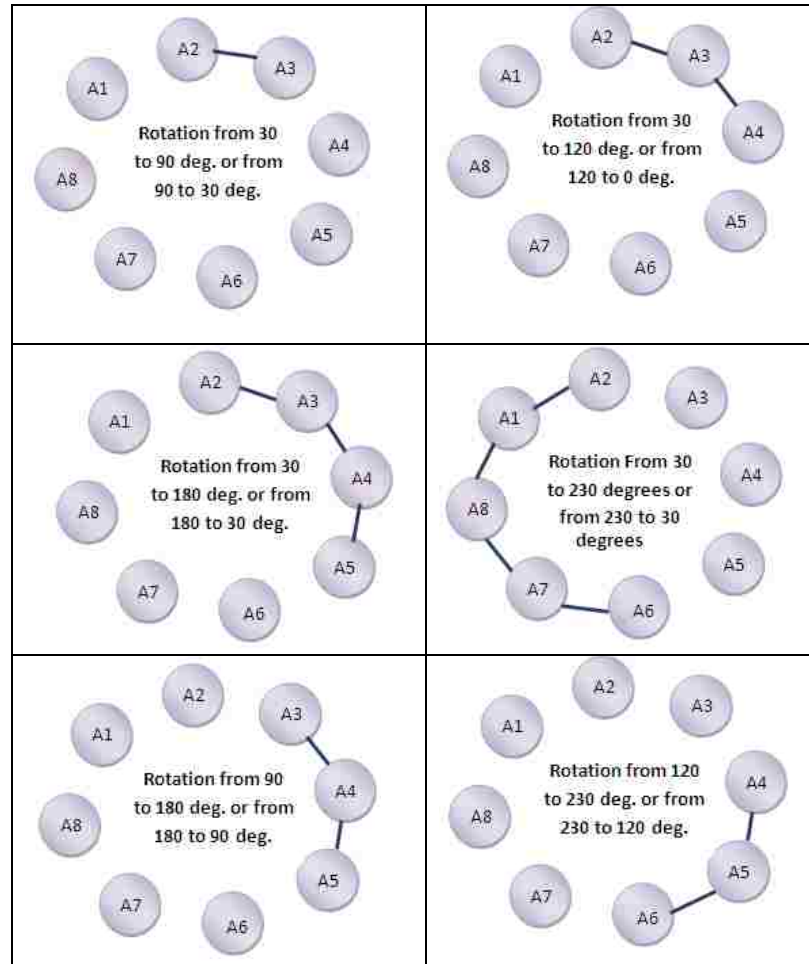 A2
A3
A1
Rotation from 30
to 90 deg. or from
90 to 30 deg.
A4
A8
A5
A7
A6
A2
A3
A1
Rotation from 30
to 120 deg. or from
120 to 0 deg.
A4
A8
A5
A7
A6
A2
A3
A1
Rotation from 30
to 180 deg. or from
180 to 30 deg.
A4
A8
A5
A7
A6
A2
A3
A1
Rotation From 30
to 230 degrees or
from 230 to 30
degrees
A4
A8
A5
A7
A6
A2
A3
A1
Rotation from 90
to 180 deg. or from
180 to 90 deg.
A4
A8
A5
A7
A6
A2
A3
A1
Rotation from 120
to 230 deg. or from
230 to 120 deg.
A4
A8
A5
A7
A6